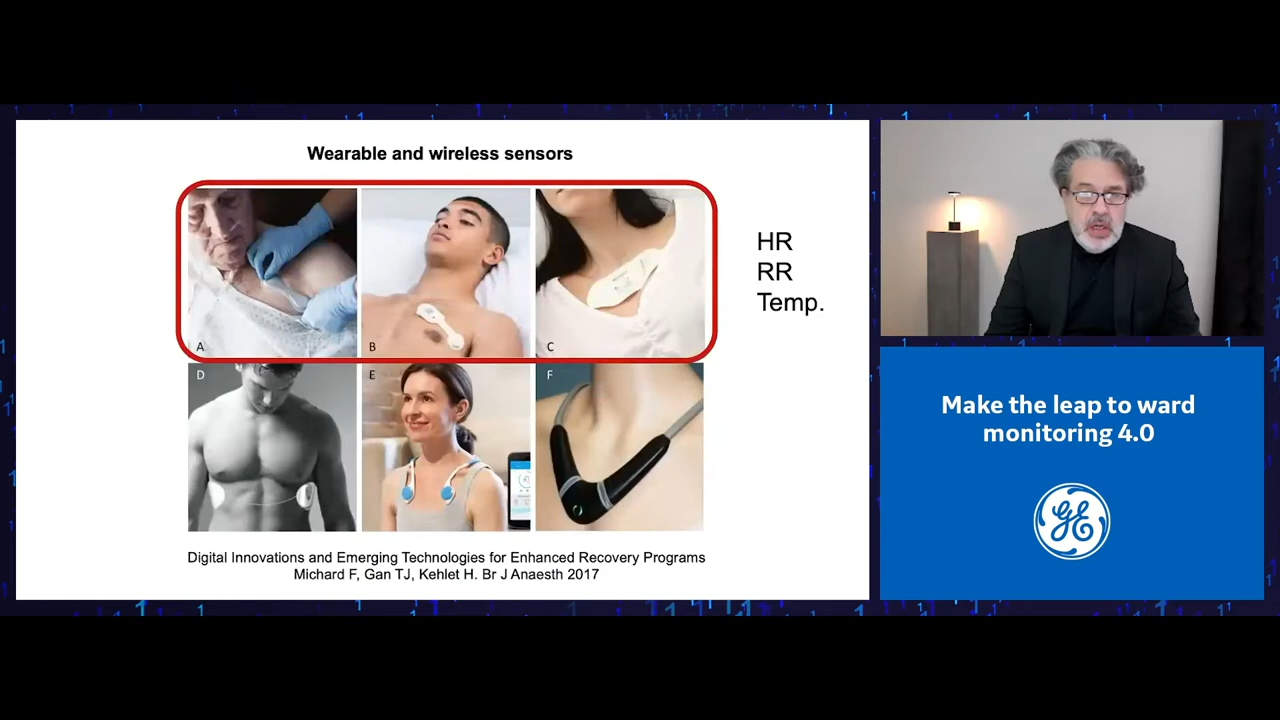 Wearable and wireless sensors
A
B
C
HR
RR
Temp.
D
E
F
Digital Innovations and Emerging Technologies for Enhanced Recovery Programs
Michard F, Gan TJ, Kehlet H. Br J Anaesth 2017
Make the leap to ward
monitoring 4.0
GE